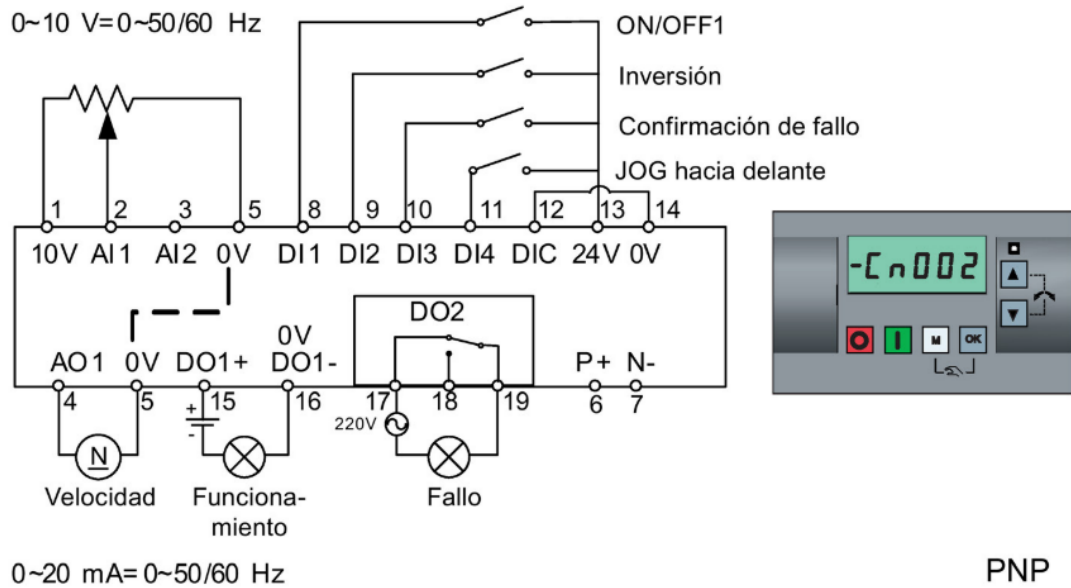 0~10 V=0~50/60 Hz
ON/OFF1
Inversión
Confirmación de fallo
JOG hacia delante
1 2 3 5 8 9 10 11 12 13 14
10V AI1 AI2 0V DI1 DI2 DI3 DI4 DIC 24V 0V
-Cn002
DO2
0V
AO1 0V DO1+ DO1- P+ N-
4 5 15 16 17 18 19 6 7
+
-
220V
M OK
N
Velocidad
Funciona-
miento
Fallo
0~20 mA=0~50/60 Hz
PNP